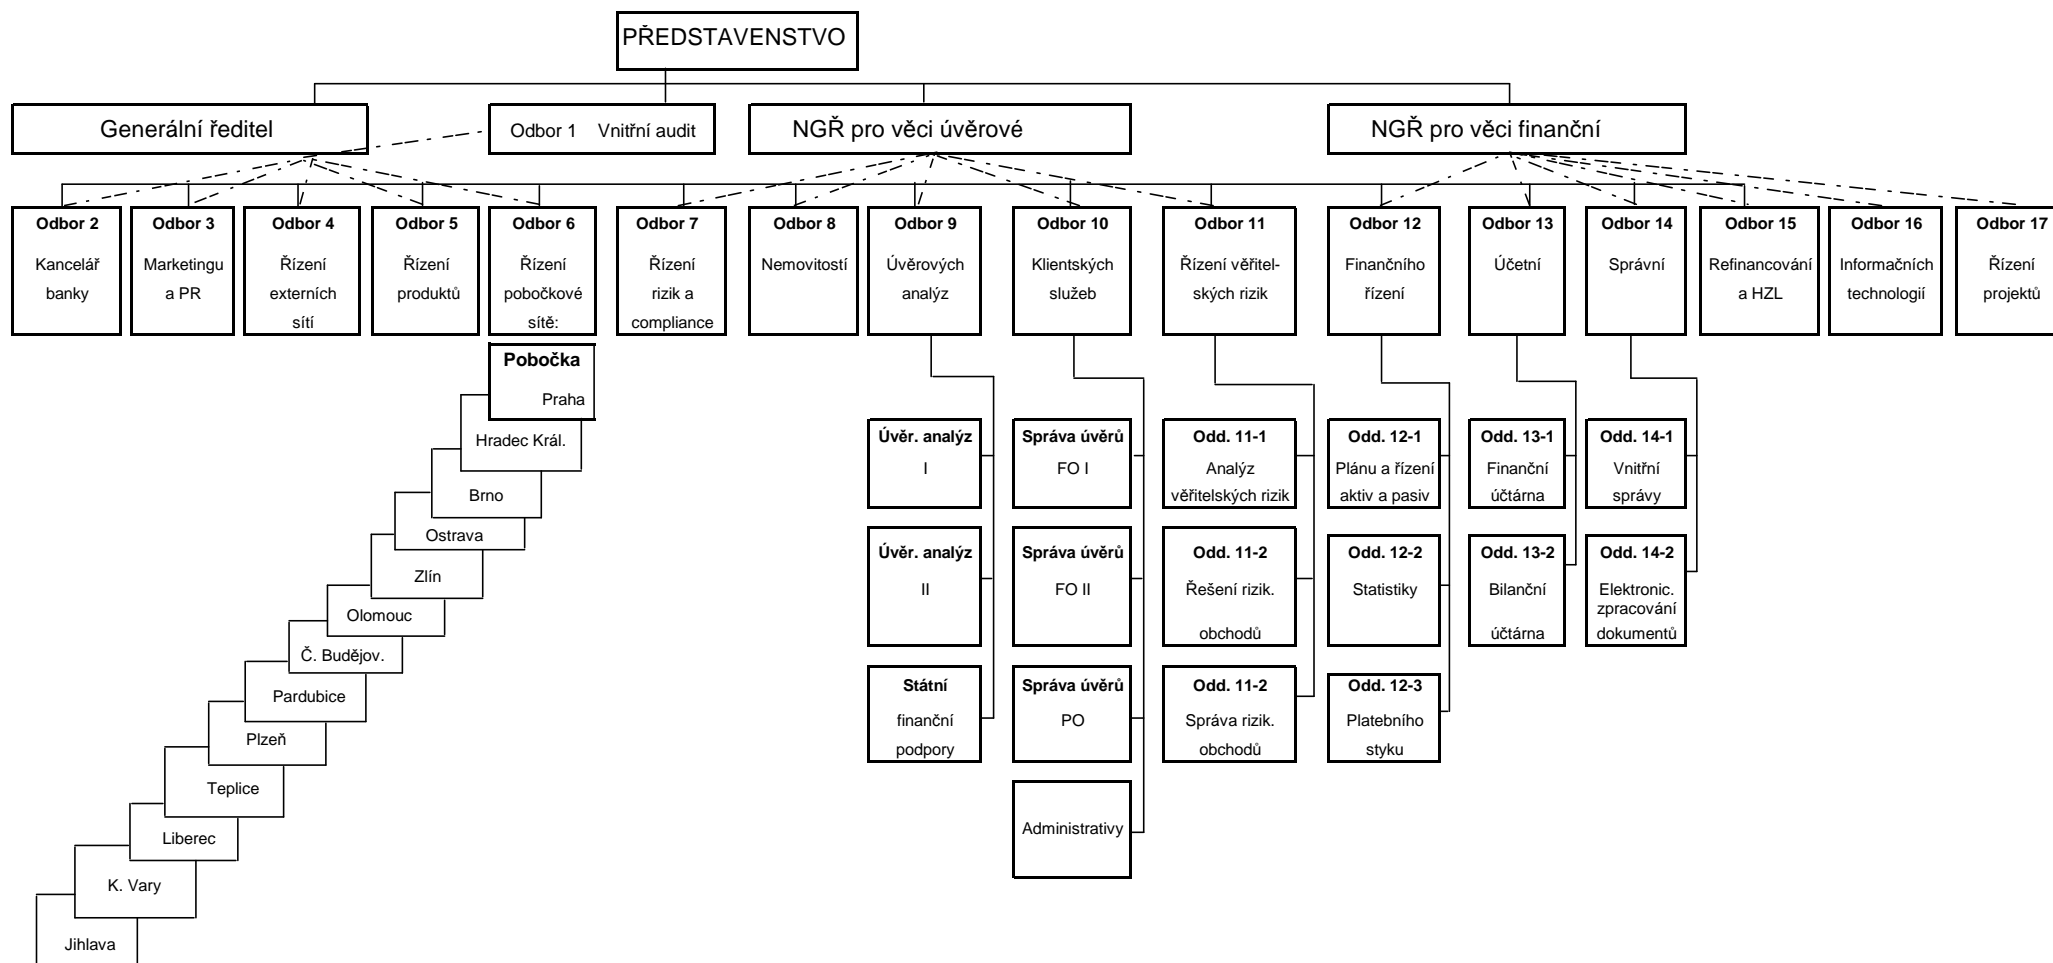 PŘEDSTAVENSTVO
Generální ředitel
Odbor 1 Vnitřní audit
NGŘ pro věci úvěrové
NGŘ pro věci finanční
Odbor 2
Kancelář
banky
Odbor 3
Marketingu
a PR
Odbor 4
Řízení
externích
sítí
Odbor 5
Řízení
produktů
Odbor 6
Řízení
pobočkové
sítě:
Odbor 7
Řízení
rizik a
compliance
Odbor 8
Nemovitostí
Odbor 9
Úvěrových
analýz
Odbor 10
Klientských
služeb
Odbor 11
Řízení věřitel-
ských rizik
Odbor 12
Finančního
řízení
Odbor 13
Účetní
Odbor 14
Správní
Odbor 15
Refinancování
a HZL
Odbor 16
Informačních
technologií
Odbor 17
Řízení
projektů
Pobočka
Praha
Hradec Král.
Brno
Ostrava
Zlín
Olomouc
Č. Budějov.
Pardubice
Plzeň
Teplice
Liberec
K. Vary
Jihlava
Úvěr. analýz
I
Úvěr. analýz
II
Státní
finanční
podpory
Správa úvěrů
FO I
Správa úvěrů
FO II
Správa úvěrů
PO
Administrativy
Odd. 11-1
Analýz
věřitelských rizik
Odd. 11-2
Řešení rizik.
obchodů
Odd. 11-2
Správa rizik.
obchodů
Odd. 12-1
Plánu a řízení
aktiv a pasiv
Odd. 12-2
Statistiky
Odd. 12-3
Platebního
styku
Odd. 13-1
Finanční
účtárna
Odd. 13-2
Bilanční
účtárna
Odd. 14-1
Vnitřní
správy
Odd. 14-2
Elektronic.
zpracování
dokumentů